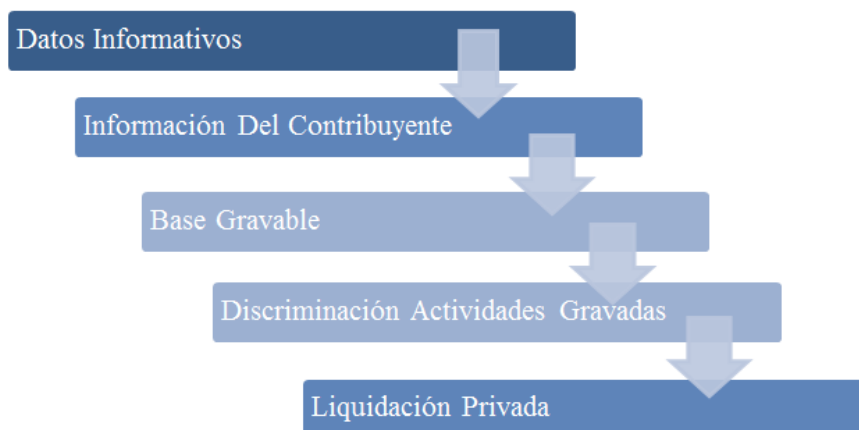 Datos Informativos
Información Del Contribuyente
Base Gravable
Discriminación Actividades Gravadas
Liquidación Privada